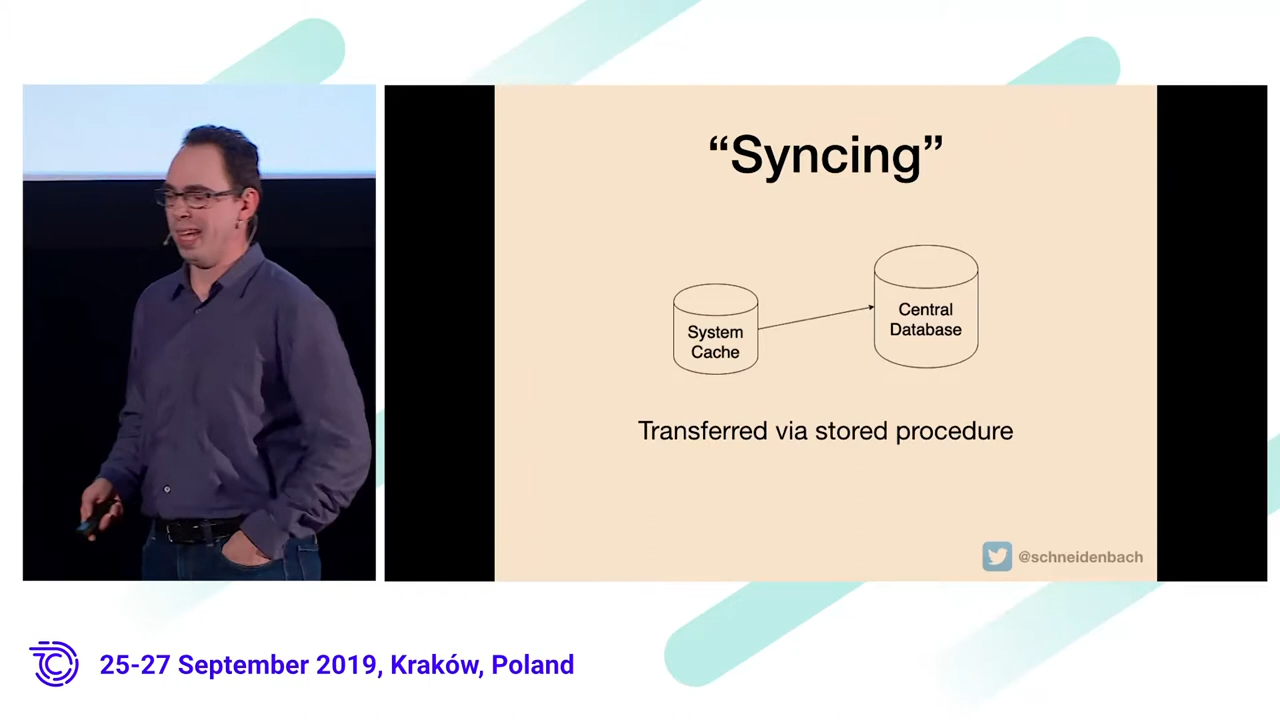 “Syncing”
System
Cache
Central
Database
Transferred via stored procedure
@schneidenbach
25-27 September 2019, Kraków, Poland